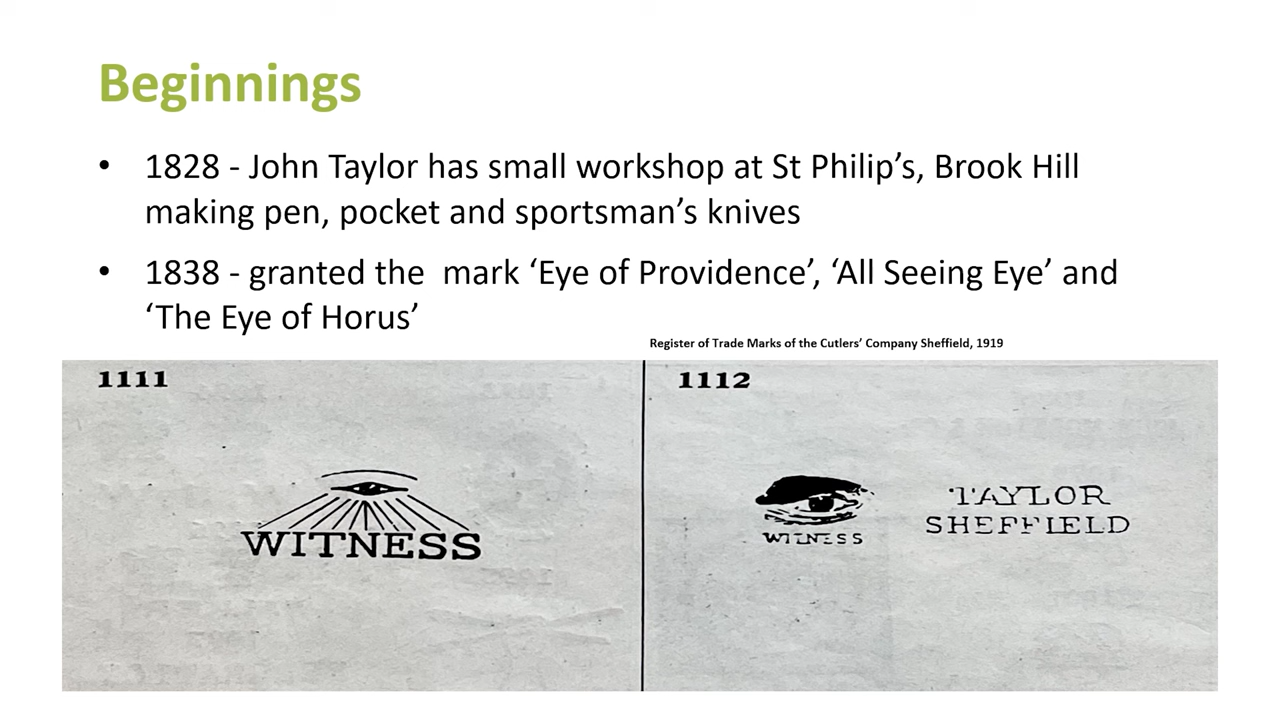 Beginnings
• 1828 - John Taylor has small workshop at St Philip’s, Brook Hill
making pen, pocket and sportsman’s knives
• 1838 - granted the  mark ‘Eye of Providence’, ‘All Seeing Eye’ and
‘The Eye of Horus’
Register of Trade Marks of the Cutlers’ Company Sheffield, 1919
1111
WITNESS
1112
WITNESS
TAYLOR
SHEFFIELD